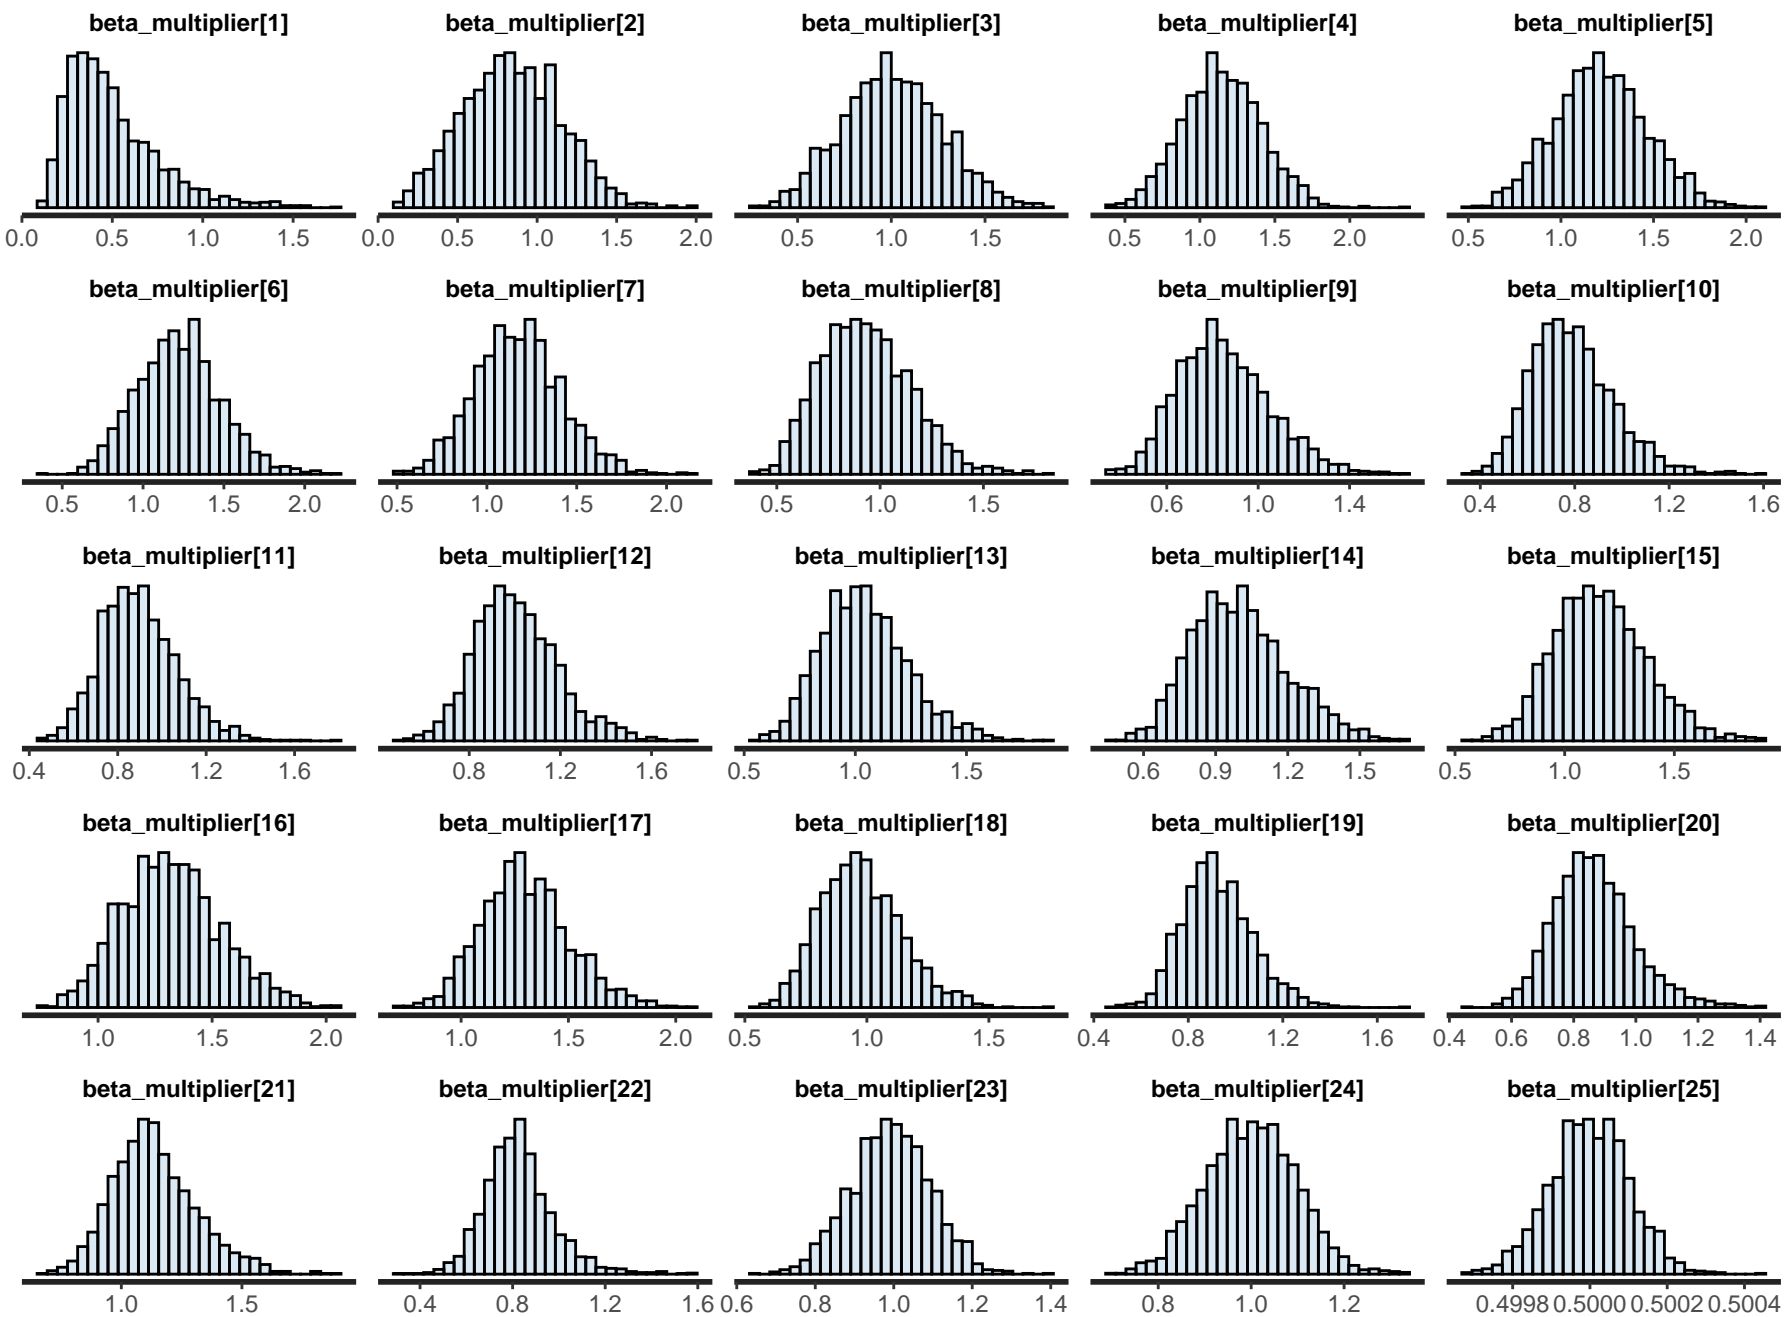 beta_multiplier[1] beta_multiplier[2] beta_multiplier[3] beta_multiplier[4] beta_multiplier[5]
0.0 0.5 1.0 1.5 0.0 0.5 1.0 1.5 2.0 0.5 1.0 1.5 0.5 1.0 1.5 2.0 0.5 1.0 1.5 2.0
beta_multiplier[6] beta_multiplier[7] beta_multiplier[8] beta_multiplier[9] beta_multiplier[10]
0.5 1.0 1.5 2.0 0.5 1.0 1.5 2.0 0.5 1.0 1.5 0.6 1.0 1.4 0.4 0.8 1.2 1.6
beta_multiplier[11] beta_multiplier[12] beta_multiplier[13] beta_multiplier[14] beta_multiplier[15]
0.4 0.8 1.2 1.6 0.8 1.2 1.6 0.5 1.0 1.5 0.6 0.9 1.2 1.5 0.5 1.0 1.5
beta_multiplier[16] beta_multiplier[17] beta_multiplier[18] beta_multiplier[19] beta_multiplier[20]
1.0 1.5 2.0 1.0 1.5 2.0 0.5 1.0 1.5 0.4 0.8 1.2 1.6 0.4 0.6 0.8 1.0 1.2 1.4
beta_multiplier[21] beta_multiplier[22] beta_multiplier[23] beta_multiplier[24] beta_multiplier[25]
1.0 1.5 0.4 0.8 1.2 1.6 0.6 0.8 1.0 1.2 1.4 0.8 1.0 1.2 0.4998 0.5000 0.5002 0.5004